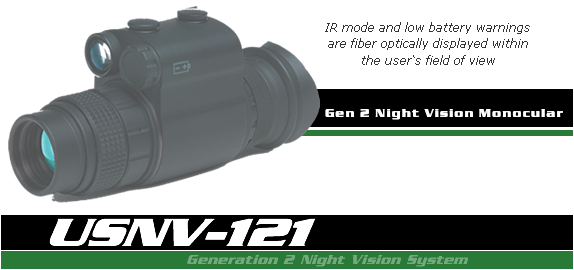 IR mode and low battery warnings
are fiber optically displayed within
the user's field of view
Gen 2 Night Vision Monocular
USNV-121
Generation 2 Night Vision System